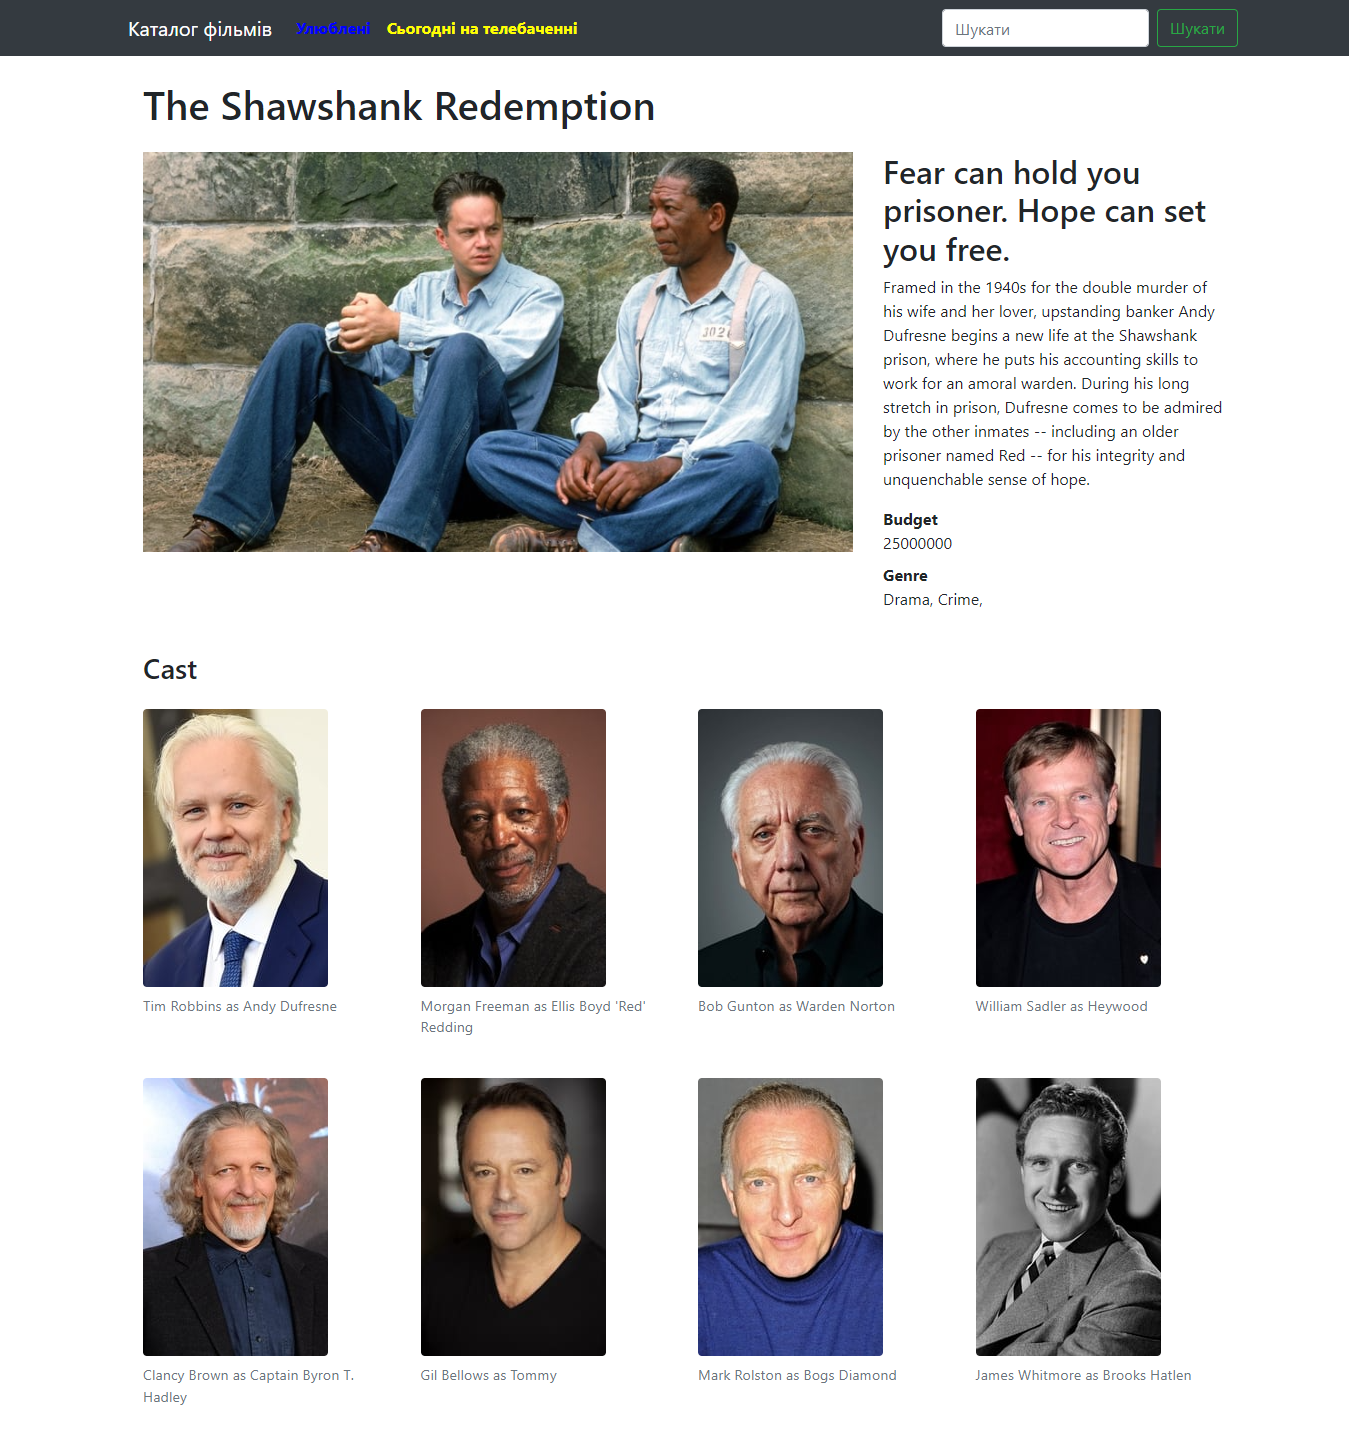 Каталог фільмів Улюблені Сьогодні на телебаченні Шукати Шукати
The Shawshank Redemption
Fear can hold you
prisoner. Hope can set
you free.
Framed in the 1940s for the double murder of
his wife and her lover, upstanding banker Andy
Dufresne begins a new life at the Shawshank
prison, where he puts his accounting skills to
work for an amoral warden. During his long
stretch in prison, Dufresne comes to be admired
by the other inmates -- including an older
prisoner named Red -- for his integrity and
unquenchable sense of hope.
Budget
25000000
Genre
Drama, Crime,
Cast
Tim Robbins as Andy Dufresne
Morgan Freeman as Ellis Boyd 'Red'
Redding
Bob Gunton as Warden Norton
William Sadler as Heywood
Clancy Brown as Captain Byron T.
Hadley
Gil Bellows as Tommy
Mark Rolston as Bogs Diamond
James Whitmore as Brooks Hatlen